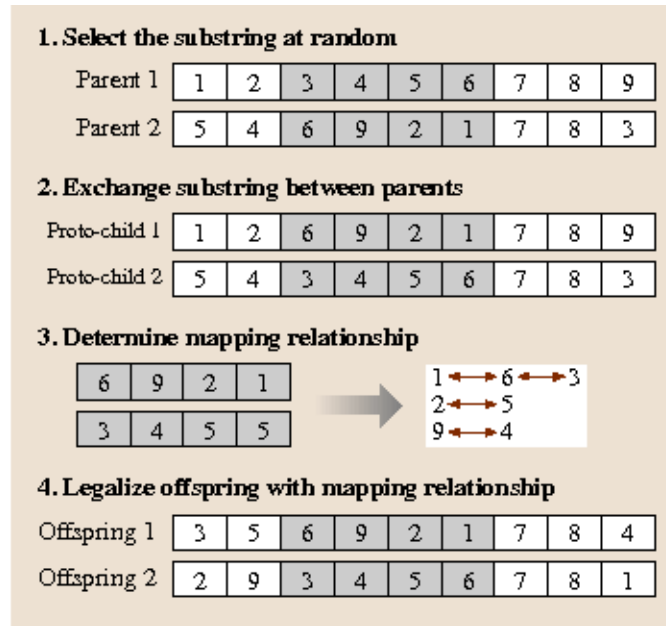 1. Select the substring at random
Parent 1 1 2 3 4 5 6 7 8 9
Parent 2 5 4 6 9 2 1 7 8 3
2. Exchange substring between parents
Proto-child 1 1 2 6 9 2 1 7 8 9
Proto-child 2 5 4 3 4 5 6 7 8 3
3. Determine mapping relationship
6 9 2 1
3 4 5 5
1 6 3
2 5
9 4
4. Legalize offspring with mapping relationship
Offspring 1 3 5 6 9 2 1 7 8 4
Offspring 2 2 9 3 4 5 6 7 8 1